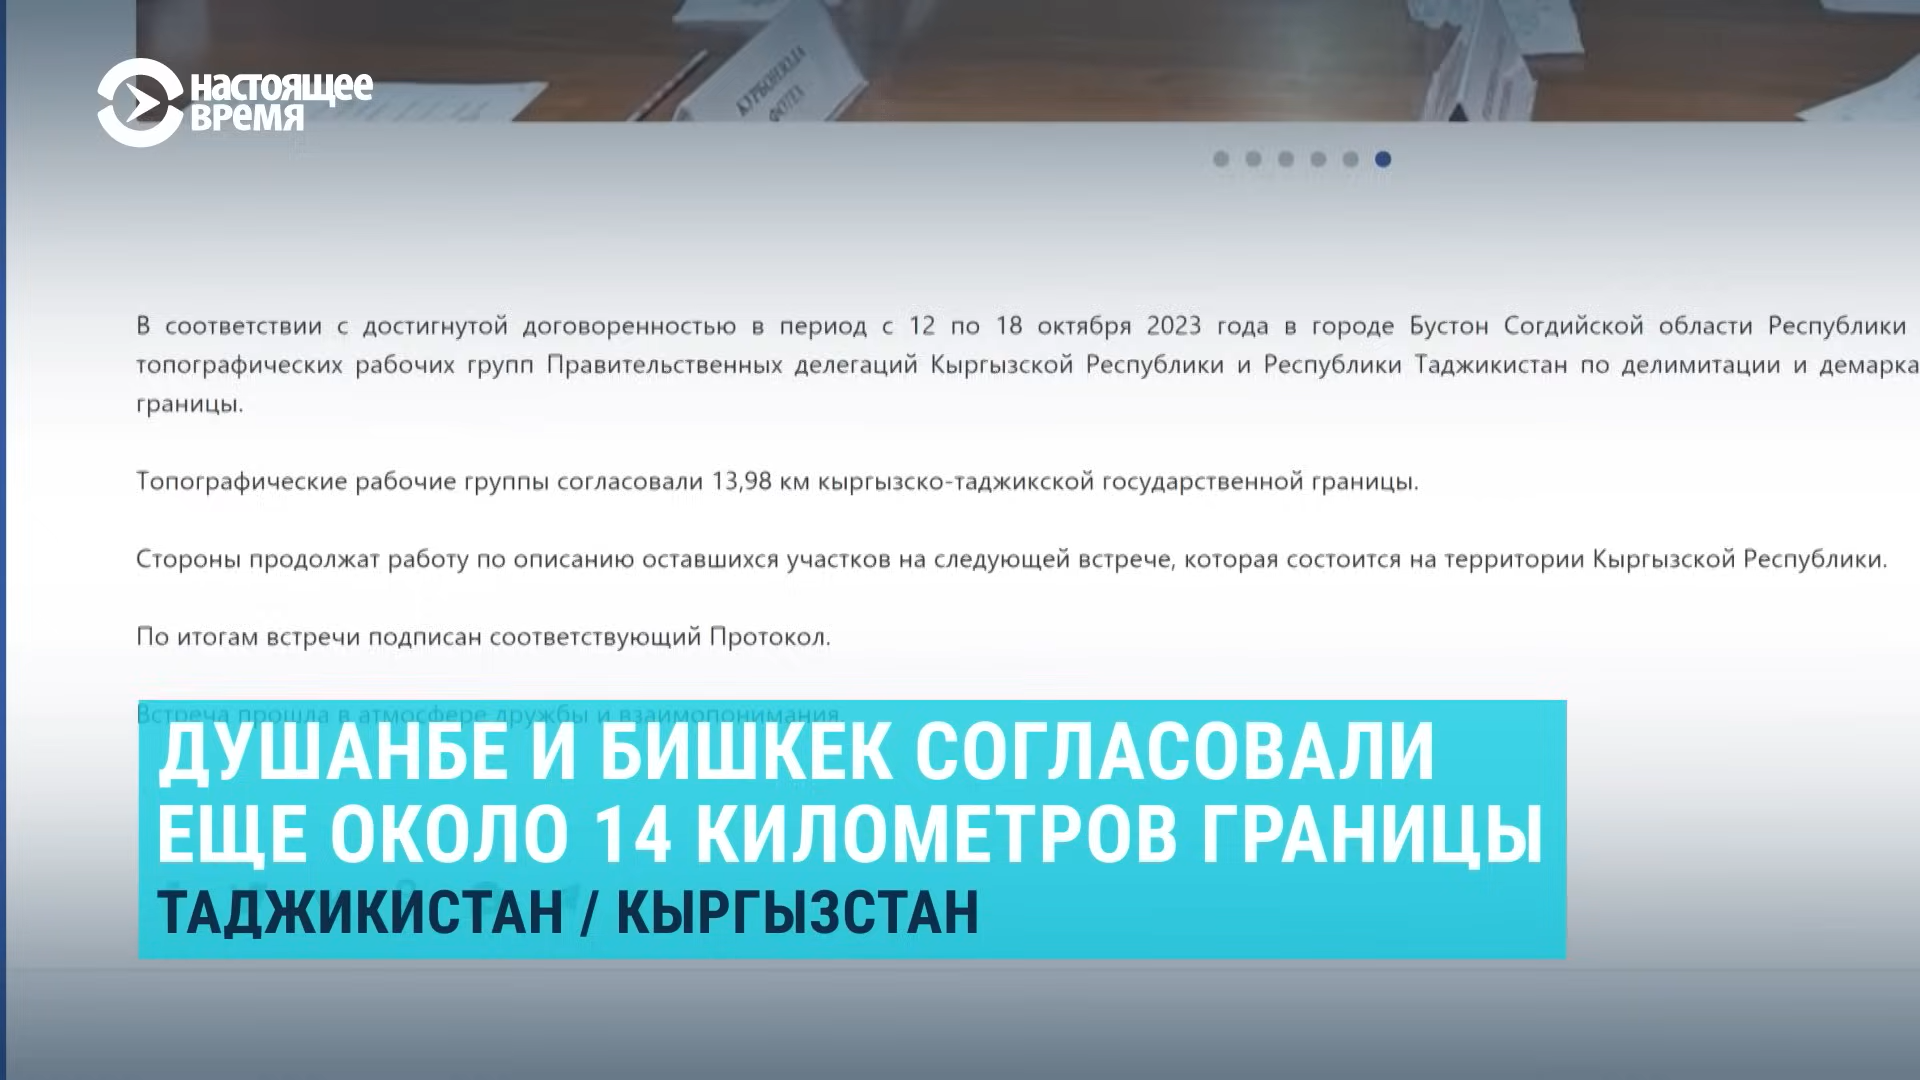 КУРБОНЗОДА
ФОТЕХ
НАСТОЯЩЕЕ
ВРЕМЯ
В соответствии с достигнутой договоренностью в период с 12 по 18 октября 2023 года в городе Бустон Согдийской области Республики
топографических рабочих групп Правительственных делегаций Кыргызской Республики и Республики Таджикистан по делимитации и демарка
границы.
Топографические рабочие группы согласовали 13,98 км кыргызско-таджикской государственной границы.
Стороны продолжат работу по описанию оставшихся участков на следующей встрече, которая состоится на территории Кыргызской Республики.
По итогам встречи подписан соответствующий Протокол.
Встреча прошла в атмосфере дружбы и взаимопонимания.
ДУШАНБЕ И БИШКЕК СОГЛАСОВАЛИ
ЕЩЕ ОКОЛО 14 КИЛОМЕТРОВ ГРАНИЦЫ
ТАДЖИКИСТАН / КЫРГЫЗСТАН